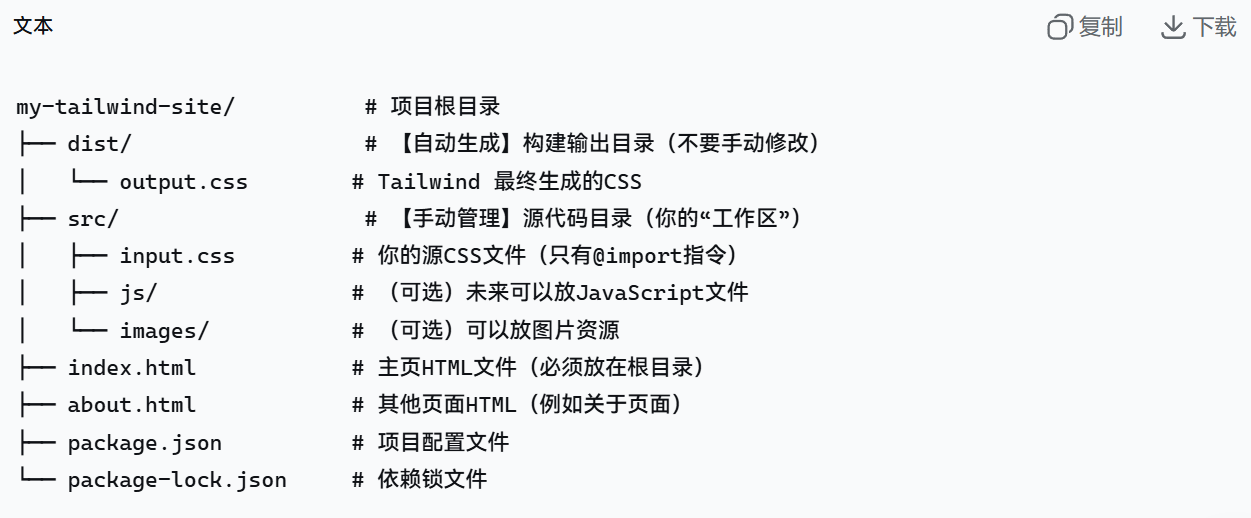 文本
复制 下载
my-tailwind-site/          # 项目根目录
├── dist/                  # 【自动生成】构建输出目录（不要手动修改）
│   └── output.css        # Tailwind 最终生成的CSS
├── src/                   # 【手动管理】源代码目录（你的“工作区”）
│   ├── input.css         # 你的源CSS文件（只有@import指令）
│   ├── js/               # （可选）未来可以放JavaScript文件
│   └── images/           # （可选）可以放图片资源
├── index.html            # 主页HTML文件（必须放在根目录）
├── about.html            # 其他页面HTML（例如关于页面）
├── package.json          # 项目配置文件
└── package-lock.json     # 依赖锁文件